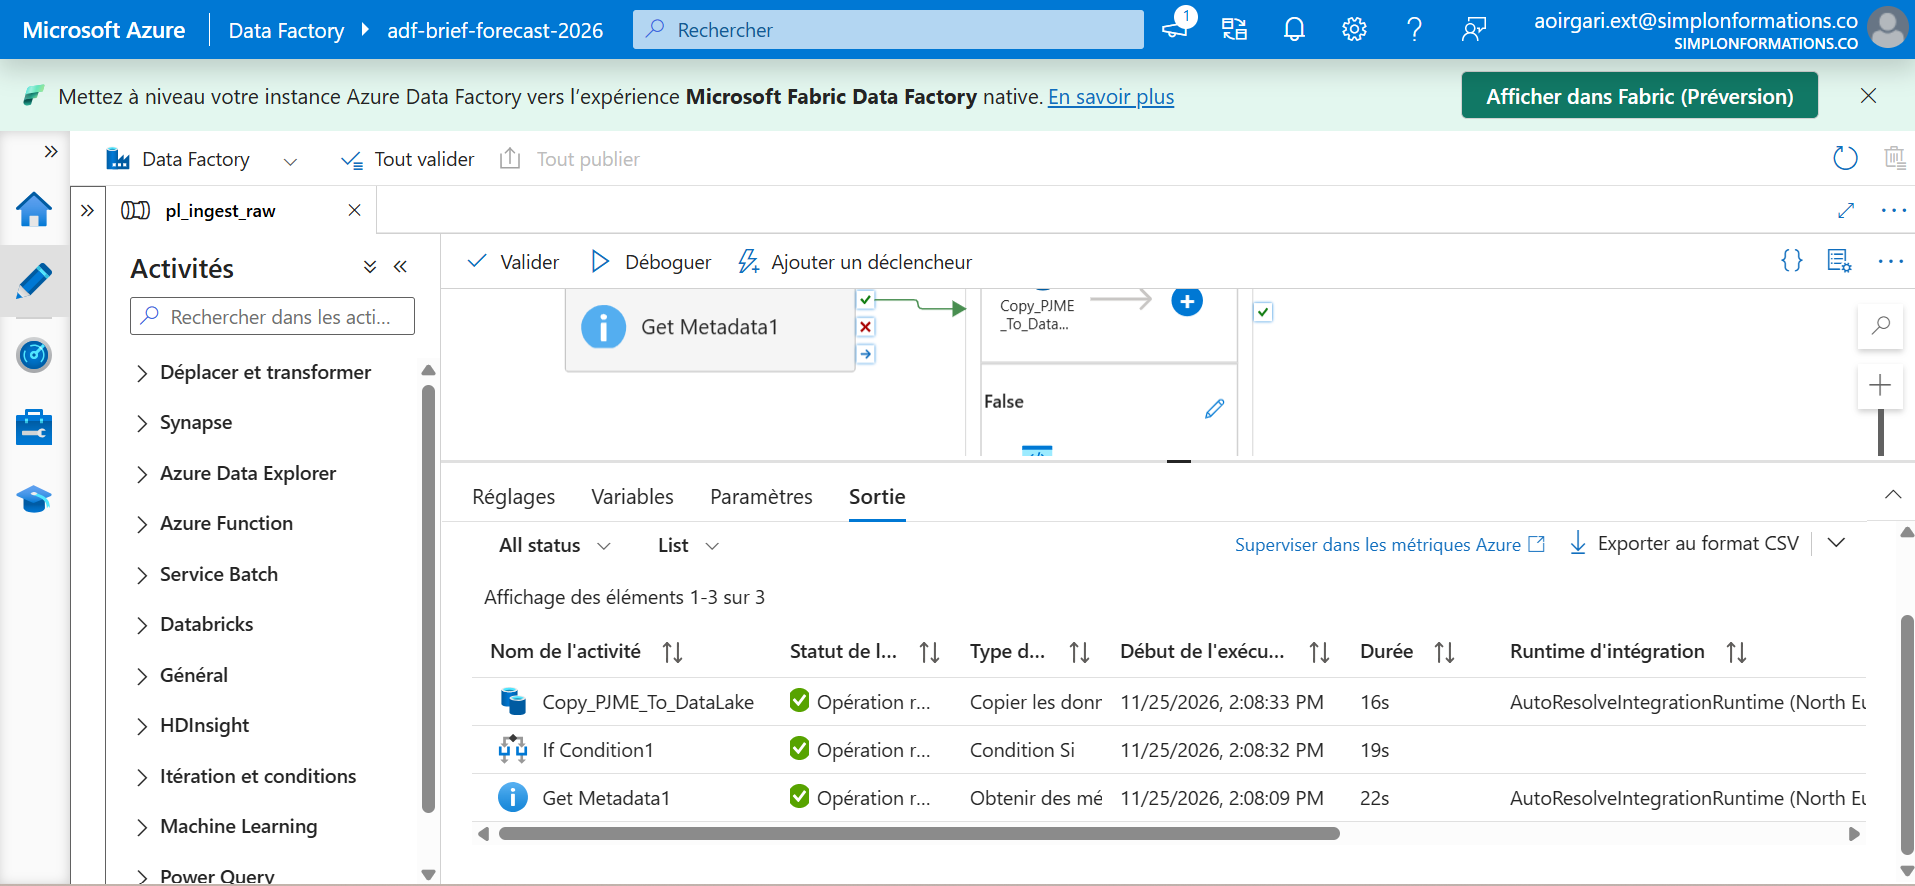 Microsoft Azure
Data Factory
adf-brief-forecast-2026
Rechercher
1
aoirgari.ext@simplonformations.co
SIMPLONFORMATIONS.CO
Mettez à niveau votre instance Azure Data Factory vers l’expérience Microsoft Fabric Data Factory native. En savoir plus
Afficher dans Fabric (Préversion)
Data Factory
Tout valider
Tout publier
pl_ingest_raw
Activités
Rechercher dans les acti...
Déplacer et transformer
Synapse
Azure Data Explorer
Azure Function
Service Batch
Databricks
Général
HDInsight
Itération et conditions
Machine Learning
Power Query
Valider
Déboguer
Ajouter un déclencheur
Get Metadata1
Copy_PJME
_To_Data...
False
Réglages
Variables
Paramètres
Sortie
All status
List
Superviser dans les métriques Azure
Exporter au format CSV
Affichage des éléments 1-3 sur 3
Nom de l'activité Statut de l... Type d... Début de l'exécu... Durée Runtime d'intégration
Copy_PJME_To_DataLake Opération r... Copier les donr 11/25/2026, 2:08:33 PM 16s AutoResolveIntegrationRuntime (North Eu
If Condition1 Opération r... Condition Si 11/25/2026, 2:08:32 PM 19s
Get Metadata1 Opération r... Obtenir des mé 11/25/2026, 2:08:09 PM 22s AutoResolveIntegrationRuntime (North Eu